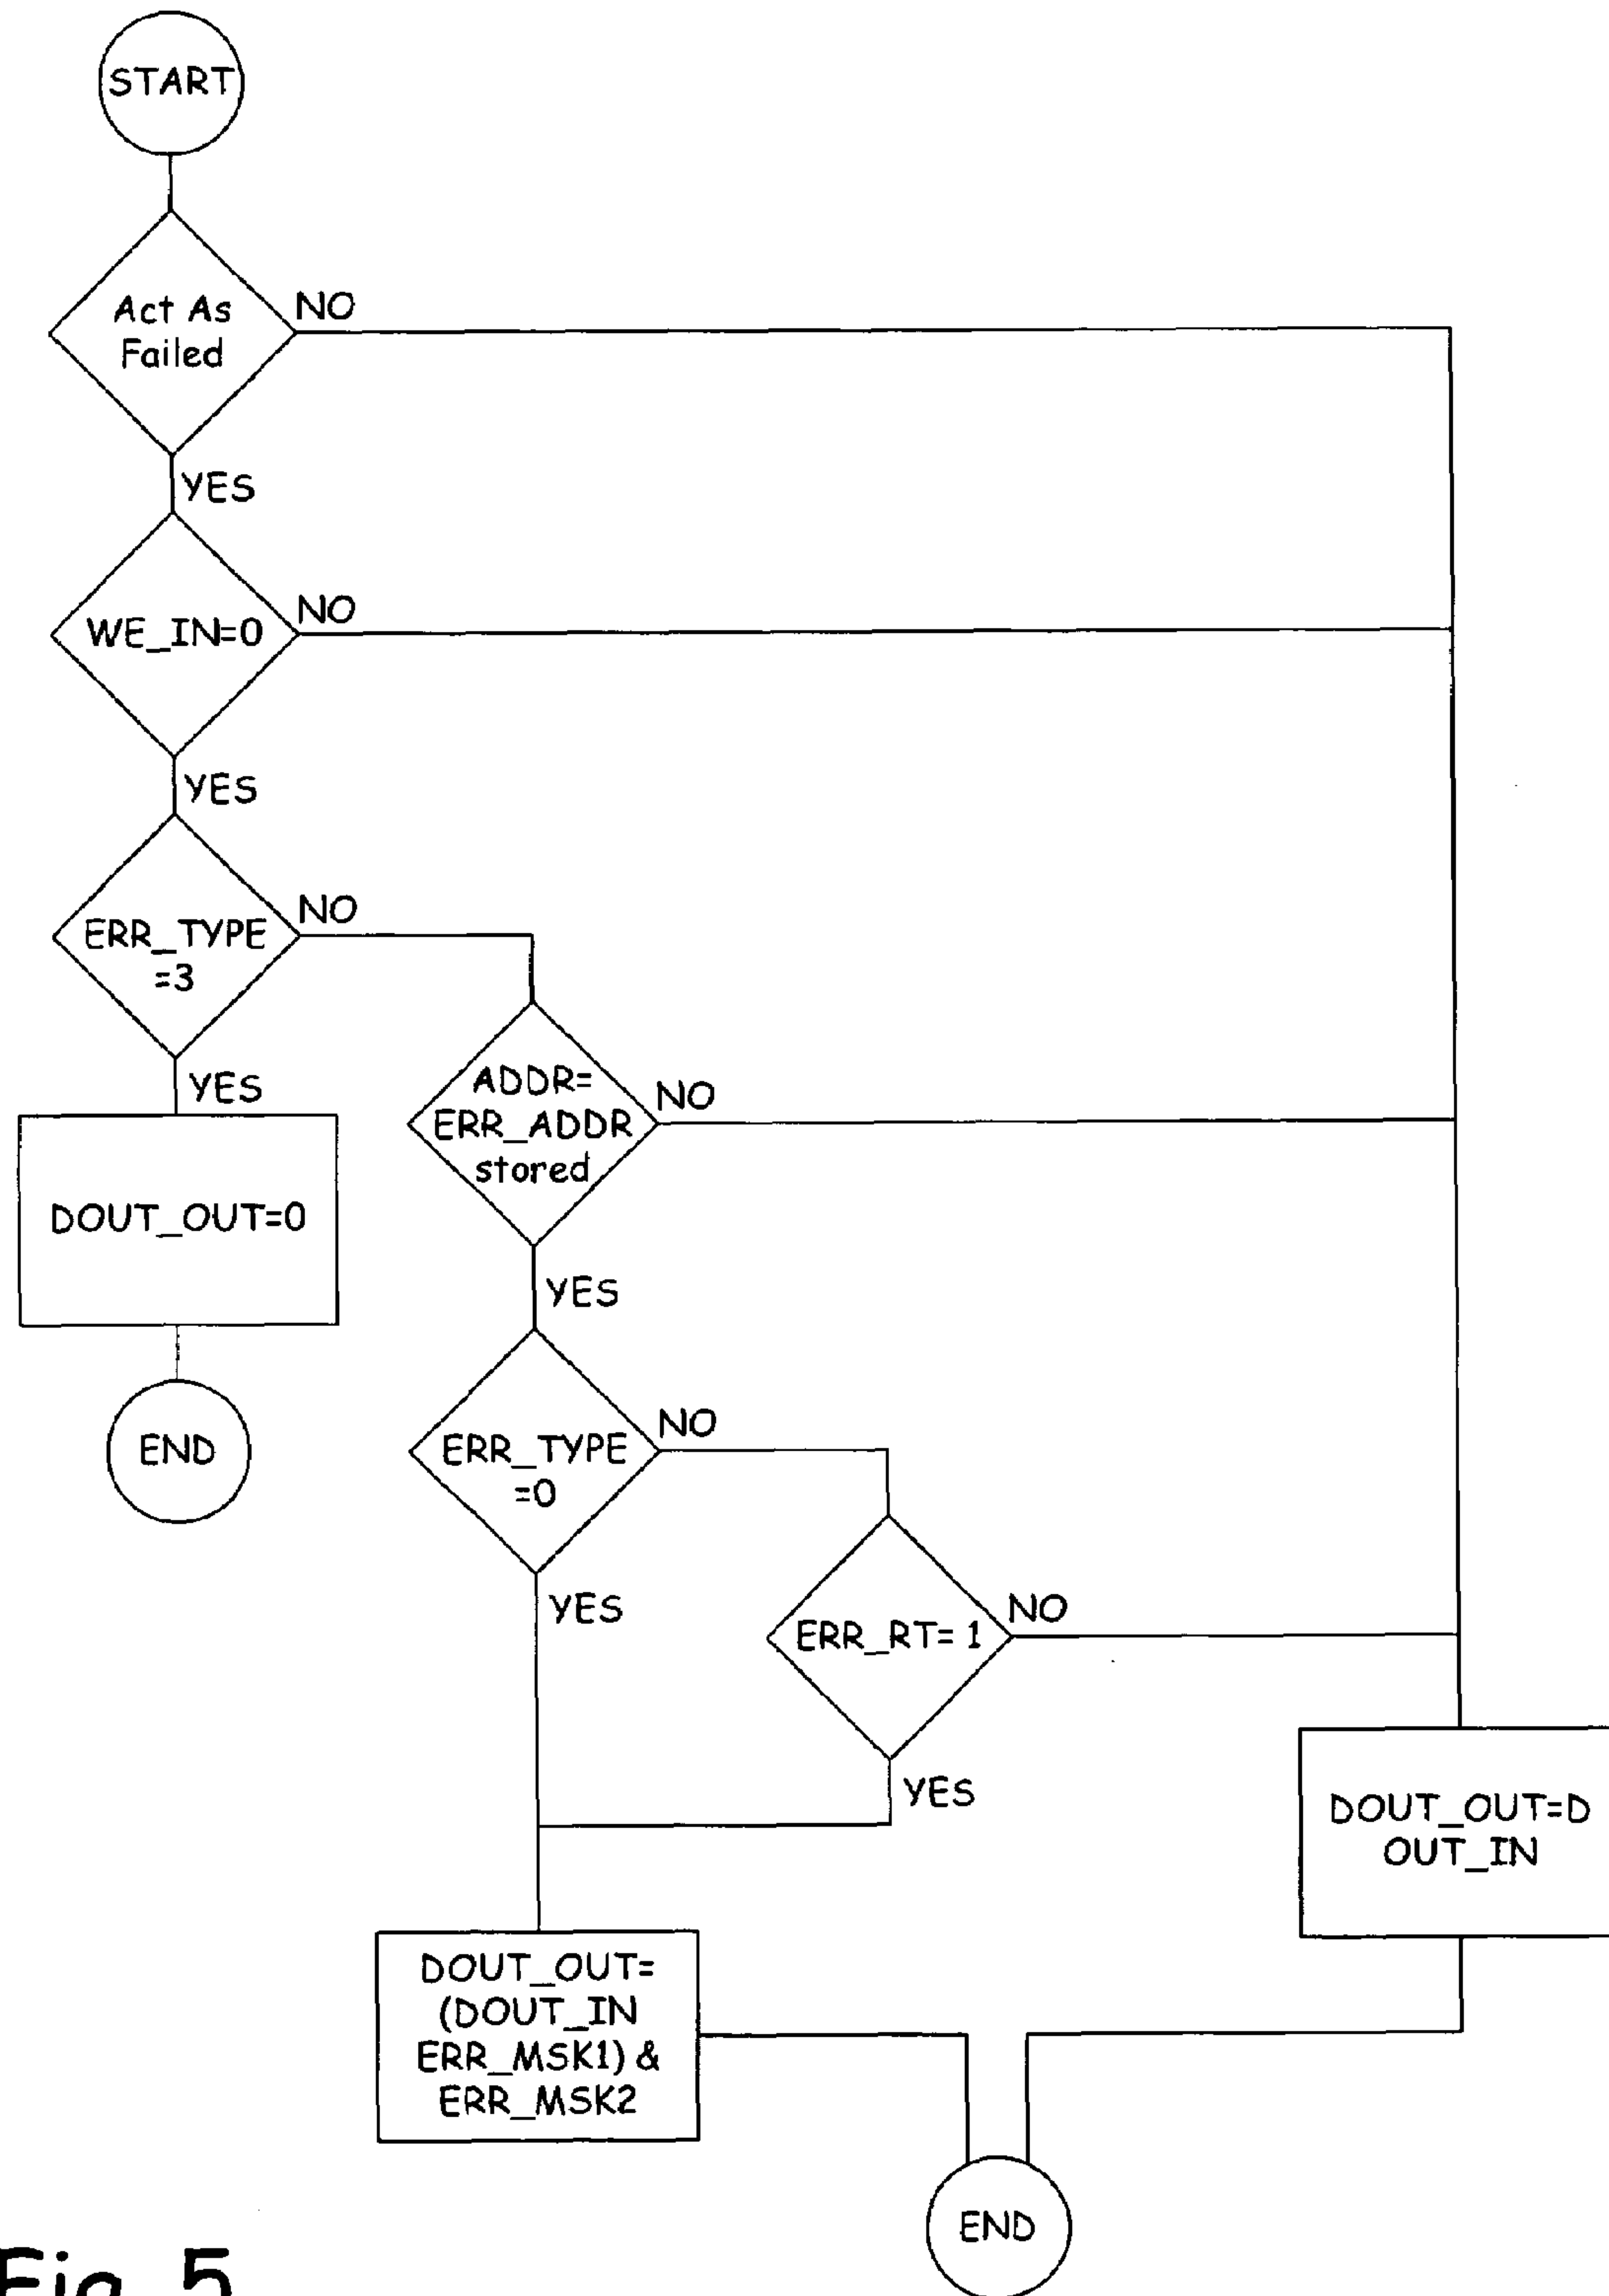 START
Act As
Failed
NO
YES
WE_IN=0
NO
YES
ERR_TYPE
=3
NO
YES
DOUT_OUT=0
END
ADDR=
ERR_ADDR
stored
NO
YES
ERR_TYPE
=0
NO
YES
ERR_RT= 1
NO
YES
DOUT_OUT=D
OUT_IN
DOUT_OUT=
(DOUT_IN
ERR_MSK1) &
ERR_MSK2
END
Fig 5